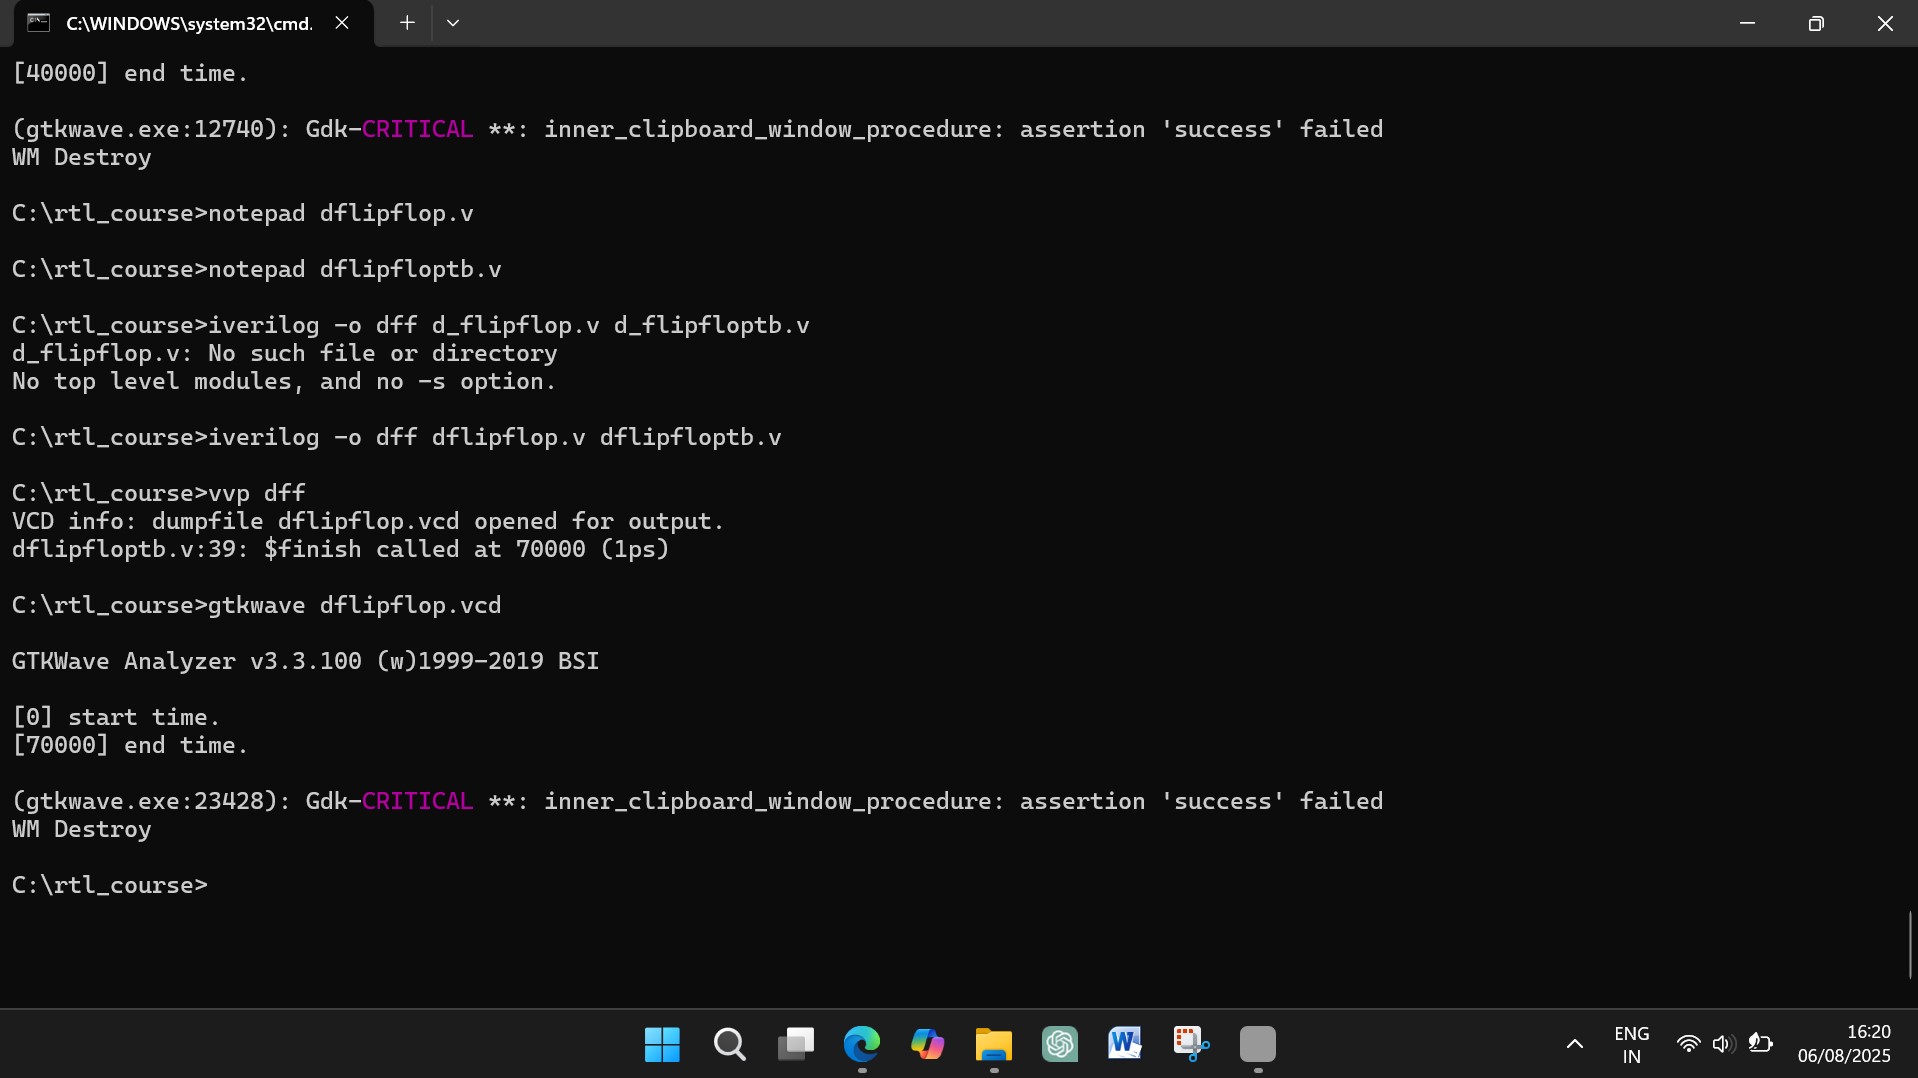 C:\WINDOWS\system32\cmd.
[40000] end time.
(gtkwave.exe:12740): Gdk-CRITICAL **: inner_clipboard_window_procedure: assertion 'success' failed
WM Destroy
C:\rtl_course>notepad dflipflop.v
C:\rtl_course>notepad dflipfloptb.v
C:\rtl_course>iverilog -o dff d_flipflop.v d_flipfloptb.v
d_flipflop.v: No such file or directory
No top level modules, and no -s option.
C:\rtl_course>iverilog -o dff dflipflop.v dflipfloptb.v
C:\rtl_course>vvp dff
VCD info: dumpfile dflipflop.vcd opened for output.
dflipfloptb.v:39: $finish called at 70000 (1ps)
C:\rtl_course>gtkwave dflipflop.vcd
GTKWave Analyzer v3.3.100 (w)1999-2019 BSI
[0] start time.
[70000] end time.
(gtkwave.exe:23428): Gdk-CRITICAL **: inner_clipboard_window_procedure: assertion 'success' failed
WM Destroy
C:\rtl_course>
ENG
IN
16:20
06/08/2025